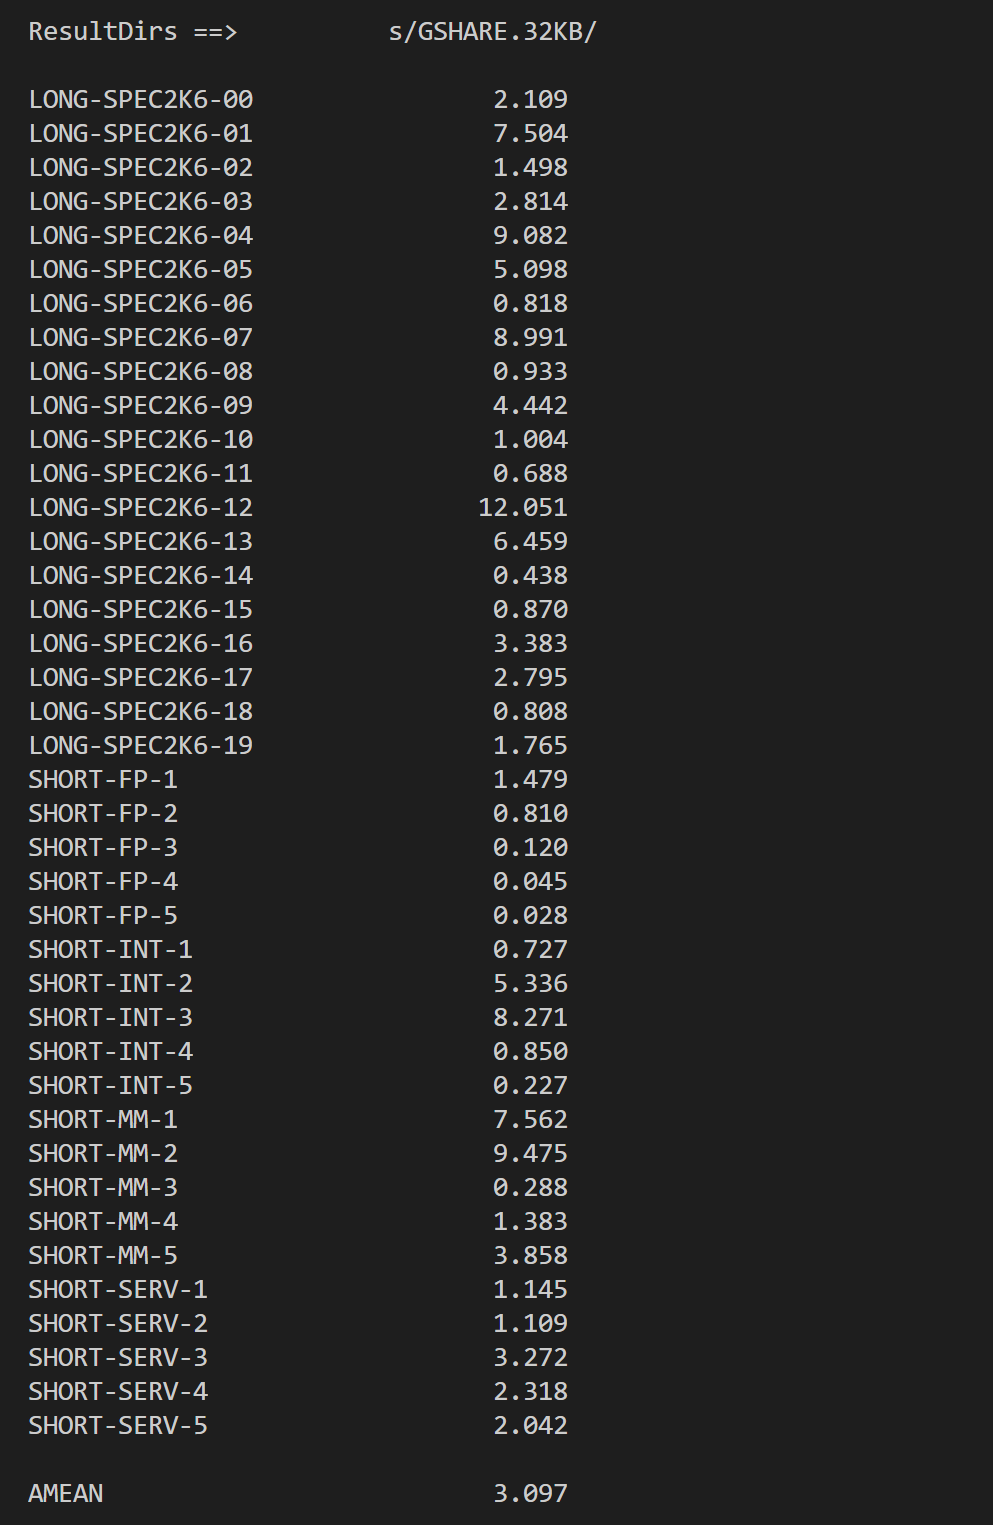 ResultDirs ==> s/GSHARE.32KB/
LONG-SPEC2K6-00 2.109
LONG-SPEC2K6-01 7.504
LONG-SPEC2K6-02 1.498
LONG-SPEC2K6-03 2.814
LONG-SPEC2K6-04 9.082
LONG-SPEC2K6-05 5.098
LONG-SPEC2K6-06 0.818
LONG-SPEC2K6-07 8.991
LONG-SPEC2K6-08 0.933
LONG-SPEC2K6-09 4.442
LONG-SPEC2K6-10 1.004
LONG-SPEC2K6-11 0.688
LONG-SPEC2K6-12 12.051
LONG-SPEC2K6-13 6.459
LONG-SPEC2K6-14 0.438
LONG-SPEC2K6-15 0.870
LONG-SPEC2K6-16 3.383
LONG-SPEC2K6-17 2.795
LONG-SPEC2K6-18 0.808
LONG-SPEC2K6-19 1.765
SHORT-FP-1 1.479
SHORT-FP-2 0.810
SHORT-FP-3 0.120
SHORT-FP-4 0.045
SHORT-FP-5 0.028
SHORT-INT-1 0.727
SHORT-INT-2 5.336
SHORT-INT-3 8.271
SHORT-INT-4 0.850
SHORT-INT-5 0.227
SHORT-MM-1 7.562
SHORT-MM-2 9.475
SHORT-MM-3 0.288
SHORT-MM-4 1.383
SHORT-MM-5 3.858
SHORT-SERV-1 1.145
SHORT-SERV-2 1.109
SHORT-SERV-3 3.272
SHORT-SERV-4 2.318
SHORT-SERV-5 2.042
AMEAN 3.097